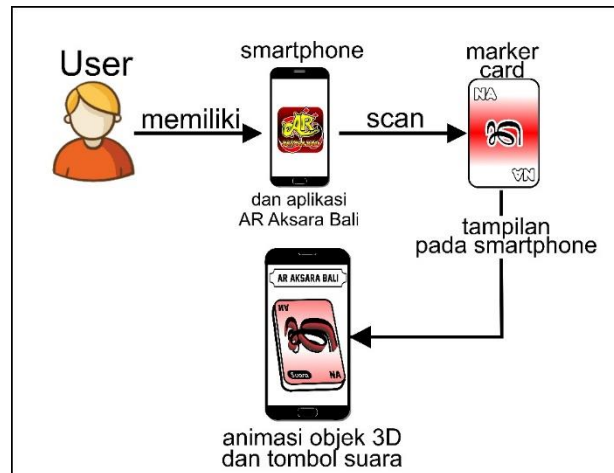 User
memiliki
smartphone
AR
dan aplikasi
AR Aksara Bali
scan
marker
card
NA
ᬦ
NA
tampilan
pada smartphone
AR AKSARA BALI
NA
ᬦ
Suara
NA
animasi objek 3D
dan tombol suara